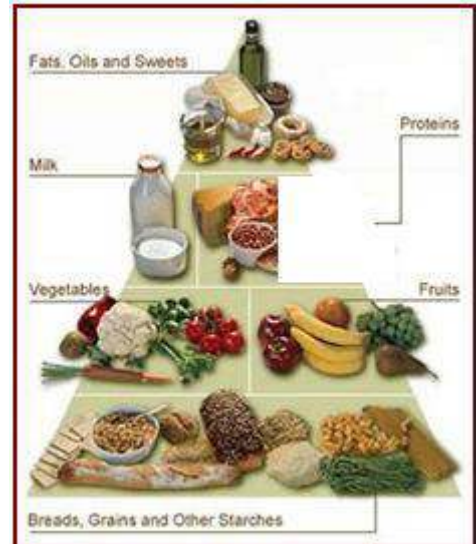 Fats, Oils and Sweets
Proteins
Milk
Vegetables
Fruits
Breads, Grains and Other Starches